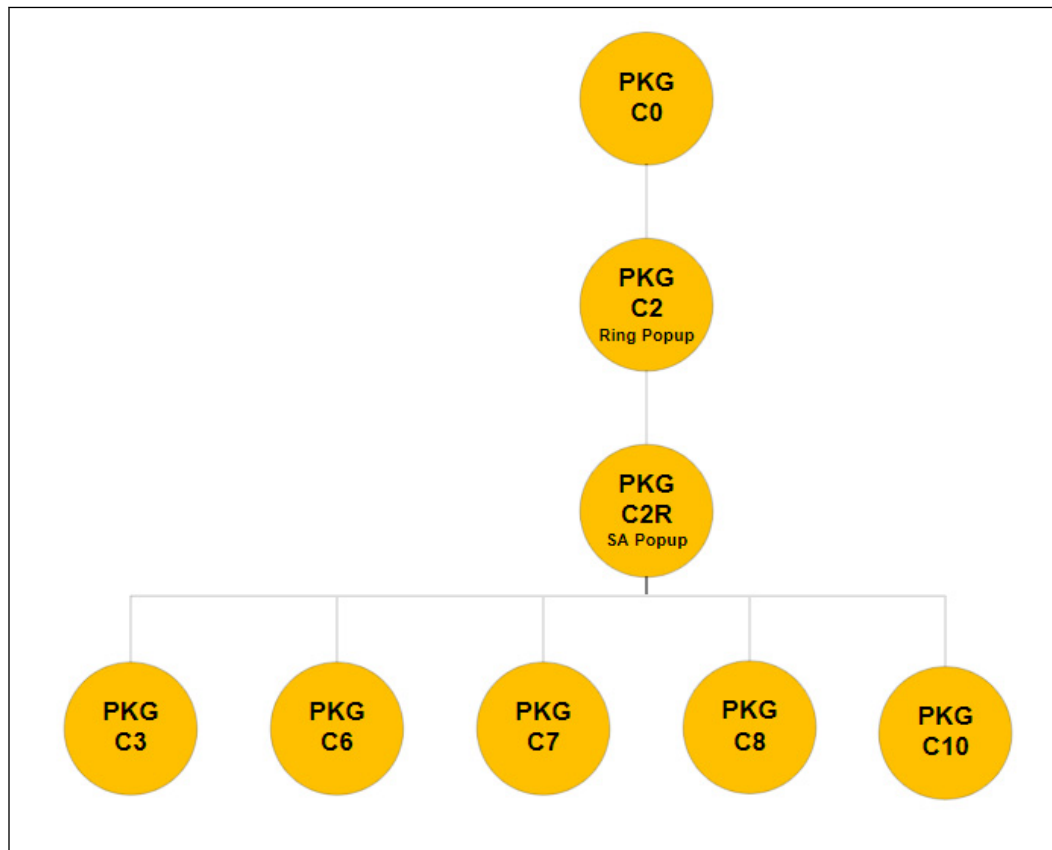 PKG
C0
PKG
C2
Ring Popup
PKG
C2R
SA Popup
PKG
C3
PKG
C6
PKG
C7
PKG
C8
PKG
C10